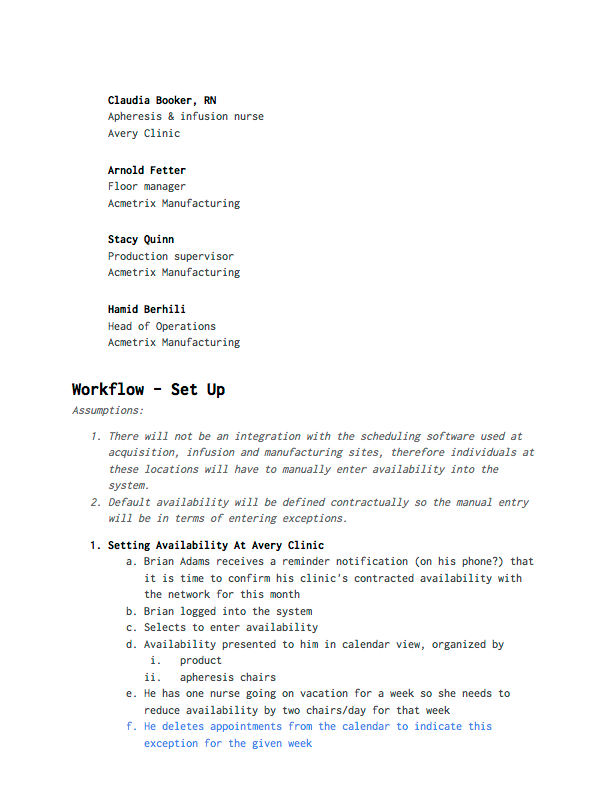 Claudia Booker, RN
Apheresis & infusion nurse
Avery Clinic
Arnold Fetter
Floor manager
Acmetrix Manufacturing
Stacy Quinn
Production supervisor
Acmetrix Manufacturing
Hamid Berhili
Head of Operations
Acmetrix Manufacturing
Workflow - Set Up
Assumptions:
1. There will not be an integration with the scheduling software used at
acquisition, infusion and manufacturing sites, therefore individuals at
these locations will have to manually enter availability into the
system.
2. Default availability will be defined contractually so the manual entry
will be in terms of entering exceptions.
1. Setting Availability At Avery Clinic
a. Brian Adams receives a reminder notification (on his phone?) that
it is time to confirm his clinic's contracted availability with
the network for this month
b. Brian logged into the system
c. Selects to enter availability
d. Availability presented to him in calendar view, organized by
i. product
ii. apheresis chairs
e. He has one nurse going on vacation for a week so she needs to
reduce availability by two chairs/day for that week
f. He deletes appointments from the calendar to indicate this
exception for the given week